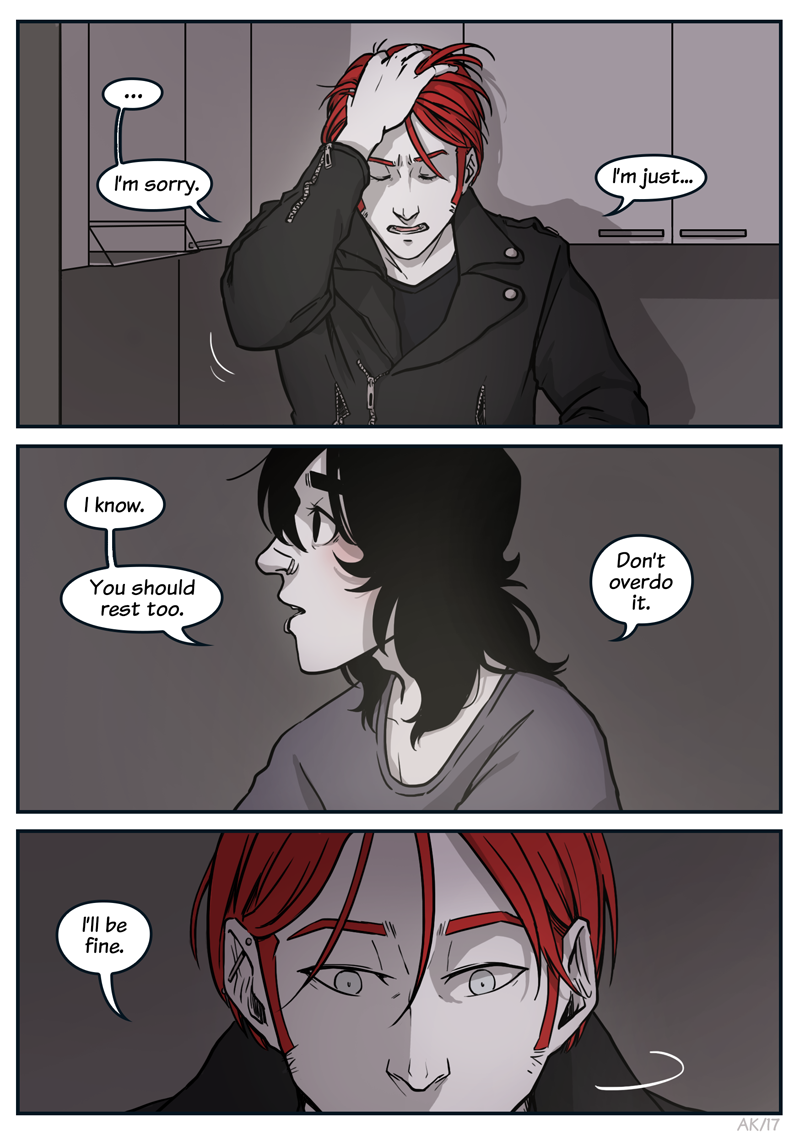 ...
I'm sorry.
I'm just...
I know.
You should
rest too.
Don't
overdo
it.
I'll be
fine.
AK/17